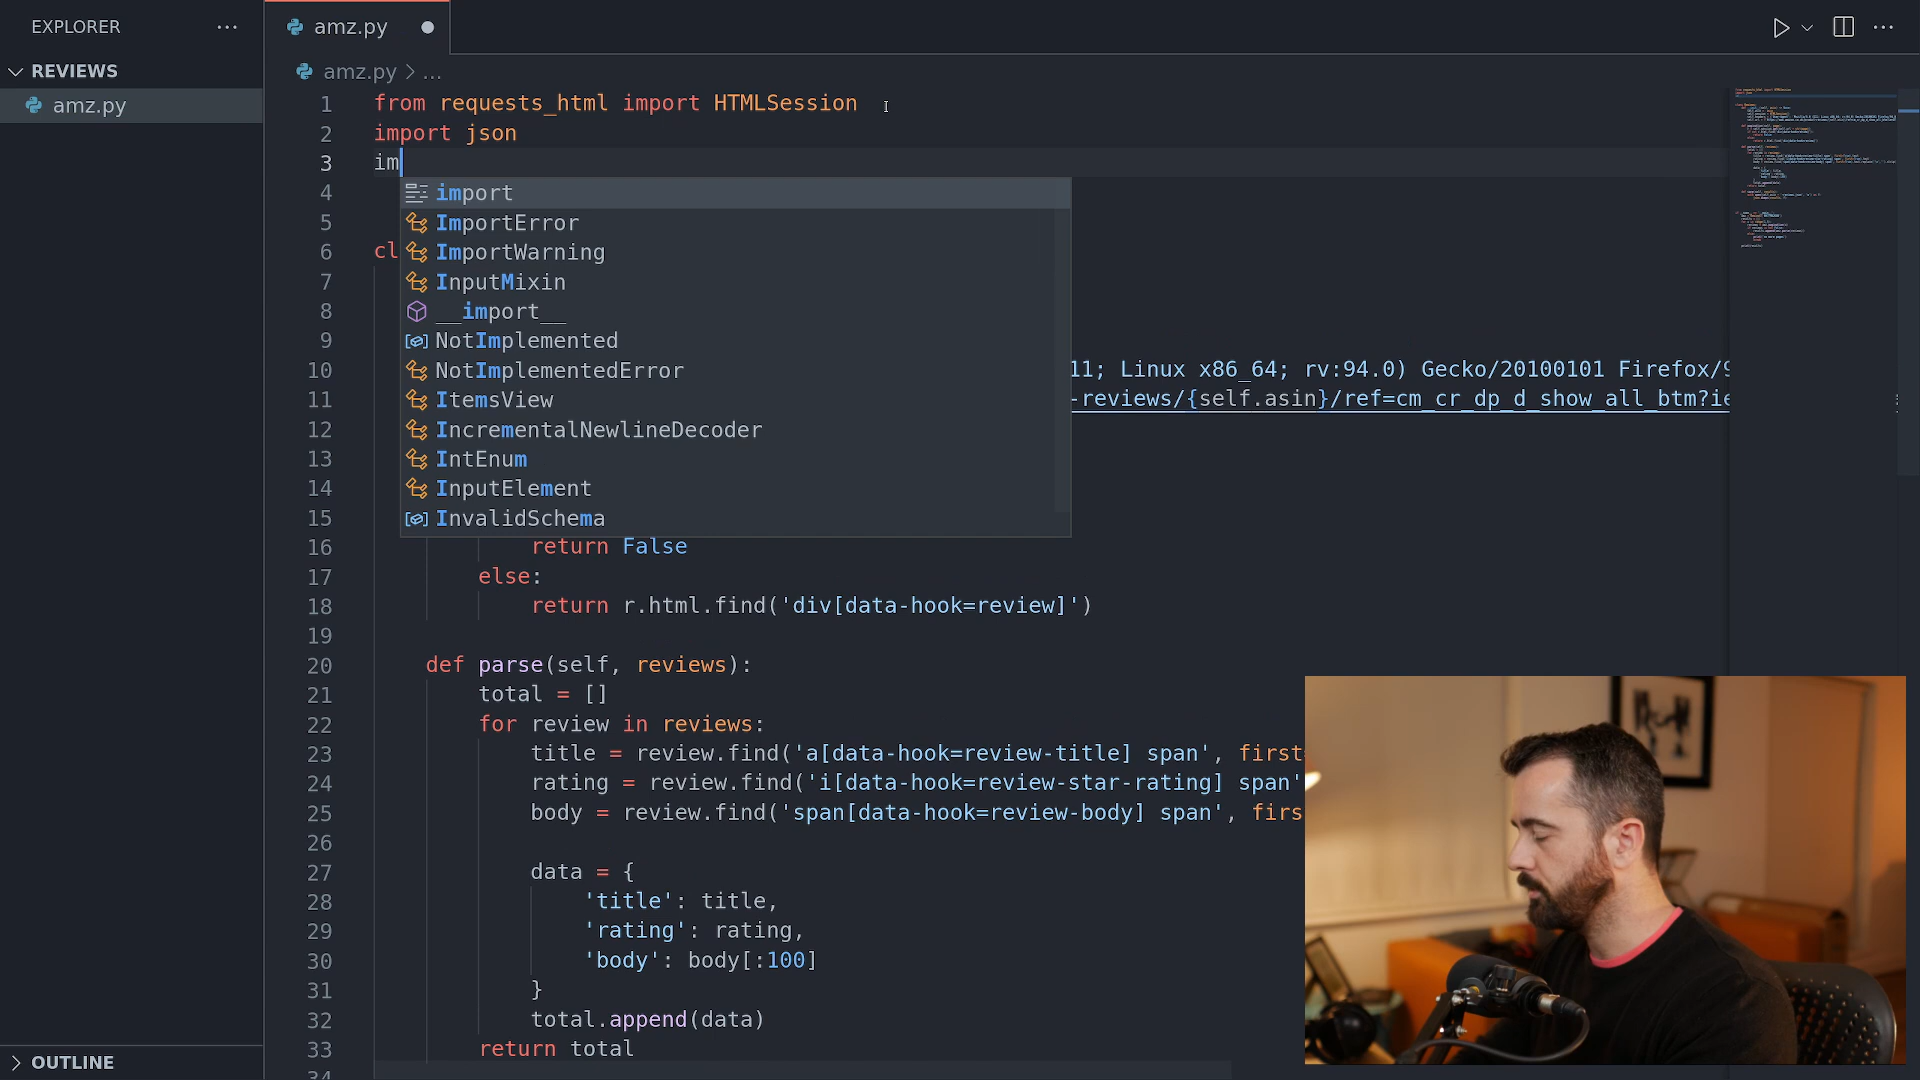 EXPLORER
REVIEWS
amz.py
OUTLINE
amz.py
amz.py > ...
1 from requests_html import HTMLSession
2 import json
3 im
4 import
5 ImportError
ImportWarning
6 cl
7 InputMixin
8 __import__
9 NotImplemented
10 NotImplementedError 11; Linux x86_64; rv:94.0) Gecko/20100101 Firefox/9
11 ItemsView -reviews/{self.asin}/ref=cm_cr_dp_d_show_all_btm?ie
12 IncrementalNewlineDecoder
13 IntEnum
14 InputElement
15 InvalidSchema
16 return False
17 else:
18 return r.html.find('div[data-hook=review]')
19
20 def parse(self, reviews):
21 total = []
22 for review in reviews:
23 title = review.find('a[data-hook=review-title] span', first
24 rating = review.find('i[data-hook=review-star-rating] span'
25 body = review.find('span[data-hook=review-body] span', firs
26
27 data = {
28 'title': title,
29 'rating': rating,
30 'body': body[:100]
31 }
32 total.append(data)
33 return total
34